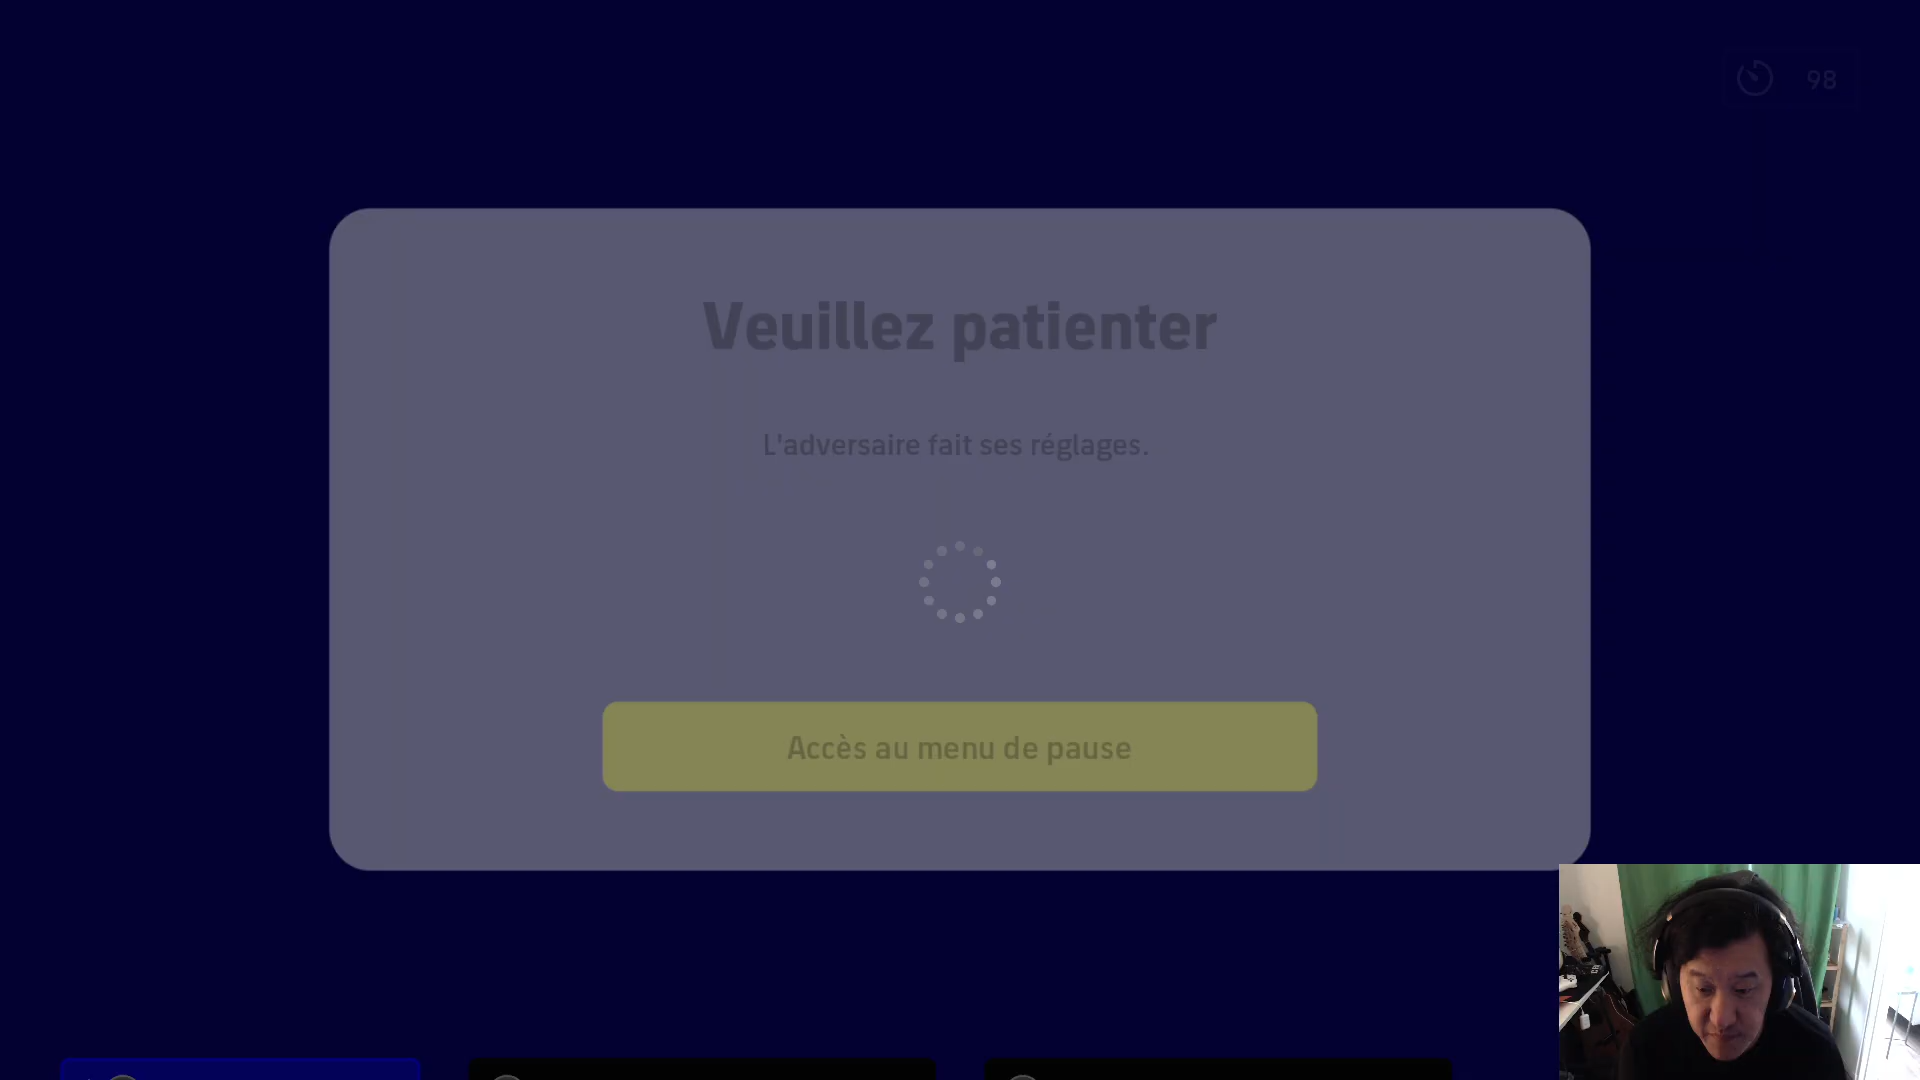 98
Veuillez patienter
L'adversaire fait ses réglages.
Accès au menu de pause